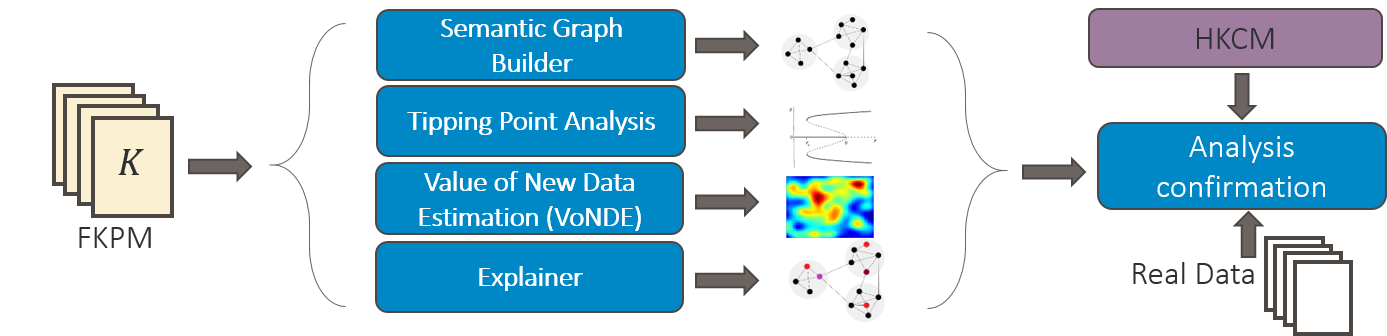 K
FKPM
Semantic Graph
Builder
Tipping Point Analysis
Value of New Data
Estimation (VoNDE)
Explainer
HKCM
Analysis
confirmation
Real Data